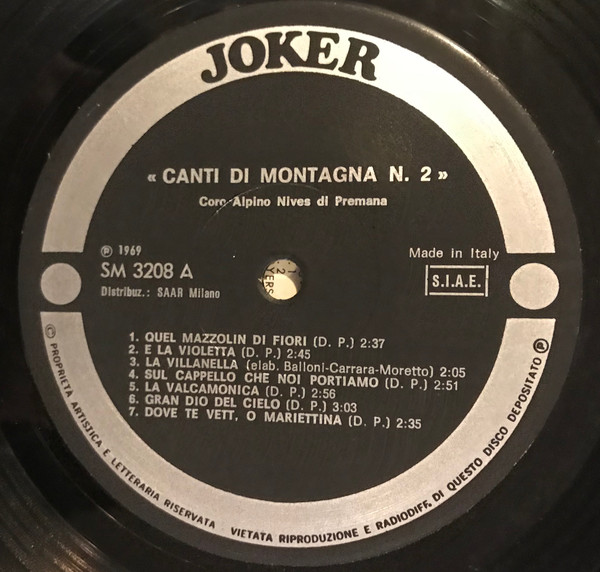 JOKER
« CANTI DI MONTAGNA N. 2 »
Coro Alpino Nives di Premana
Ⓟ 1969
SM 3208 A
Distribuz.: SAAR Milano
Made in Italy
S.I.A.E.
1. QUEL MAZZOLIN DI FIORI (D. P.) 2:37
2. E LA VIOLETTA (D. P.) 2:45
3. LA VILLANELLA (elab. Balloni-Carrara-Moretto) 2:05
4. SUL CAPPELLO CHE NOI PORTIAMO (D. P.) 2:51
5. LA VALCAMONICA (D. P.) 2:56
6. GRAN DIO DEL CIELO (D. P.) 3:03
7. DOVE TE VETT, O MARIETTINA (D. P.) 2:35
© PROPRIETA ARTISTICA E LETTERARIA RISERVATA VIETATA RIPRODUZIONE E RADIODIFF. DI QUESTO DISCO DEPOSITATO Ⓟ